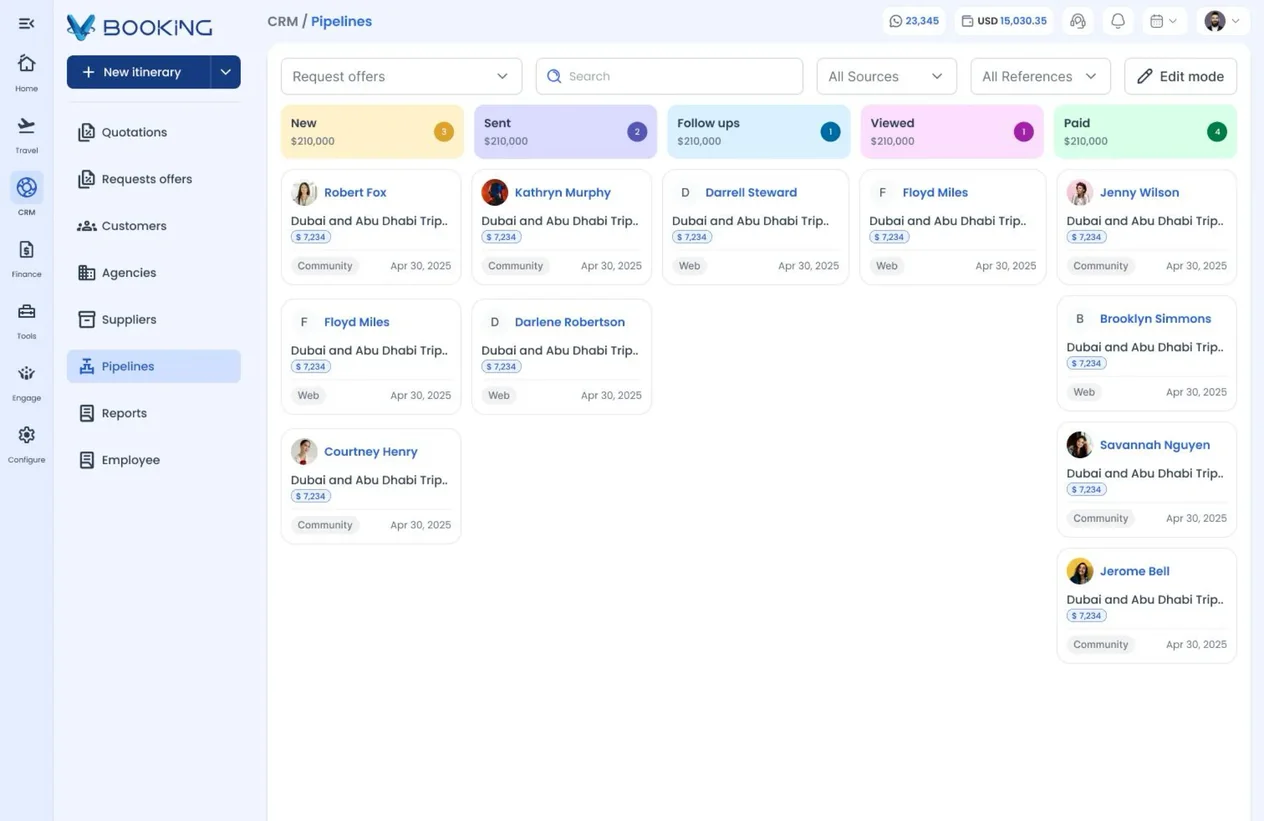 BOOKING
CRM / Pipelines
23,345
USD 15,030.35
Home
Travel
CRM
Finance
Tools
Engage
Configure
New itinerary
Quotations
Requests offers
Customers
Agencies
Suppliers
Pipelines
Reports
Employee
Request offers
Search
All Sources
All References
Edit mode
New
$210,000
3
Sent
$210,000
2
Follow ups
$210,000
1
Viewed
$210,000
1
Paid
$210,000
4
Robert Fox
Dubai and Abu Dhabi Trip..
$ 7,234
Community
Apr 30, 2025
Floyd Miles
F
Dubai and Abu Dhabi Trip..
$ 7,234
Web
Apr 30, 2025
Courtney Henry
Dubai and Abu Dhabi Trip..
$ 7,234
Community
Apr 30, 2025
Kathryn Murphy
Dubai and Abu Dhabi Trip..
$ 7,234
Community
Apr 30, 2025
D
Darlene Robertson
Dubai and Abu Dhabi Trip..
$ 7,234
Web
Apr 30, 2025
D
Darrell Steward
Dubai and Abu Dhabi Trip..
$ 7,234
Web
Apr 30, 2025
F
Floyd Miles
Dubai and Abu Dhabi Trip..
$ 7,234
Web
Apr 30, 2025
Jenny Wilson
Dubai and Abu Dhabi Trip..
$ 7,234
Community
Apr 30, 2025
B
Brooklyn Simmons
Dubai and Abu Dhabi Trip..
$ 7,234
Web
Apr 30, 2025
Savannah Nguyen
Dubai and Abu Dhabi Trip..
$ 7,234
Community
Apr 30, 2025
Jerome Bell
Dubai and Abu Dhabi Trip..
$ 7,234
Community
Apr 30, 2025